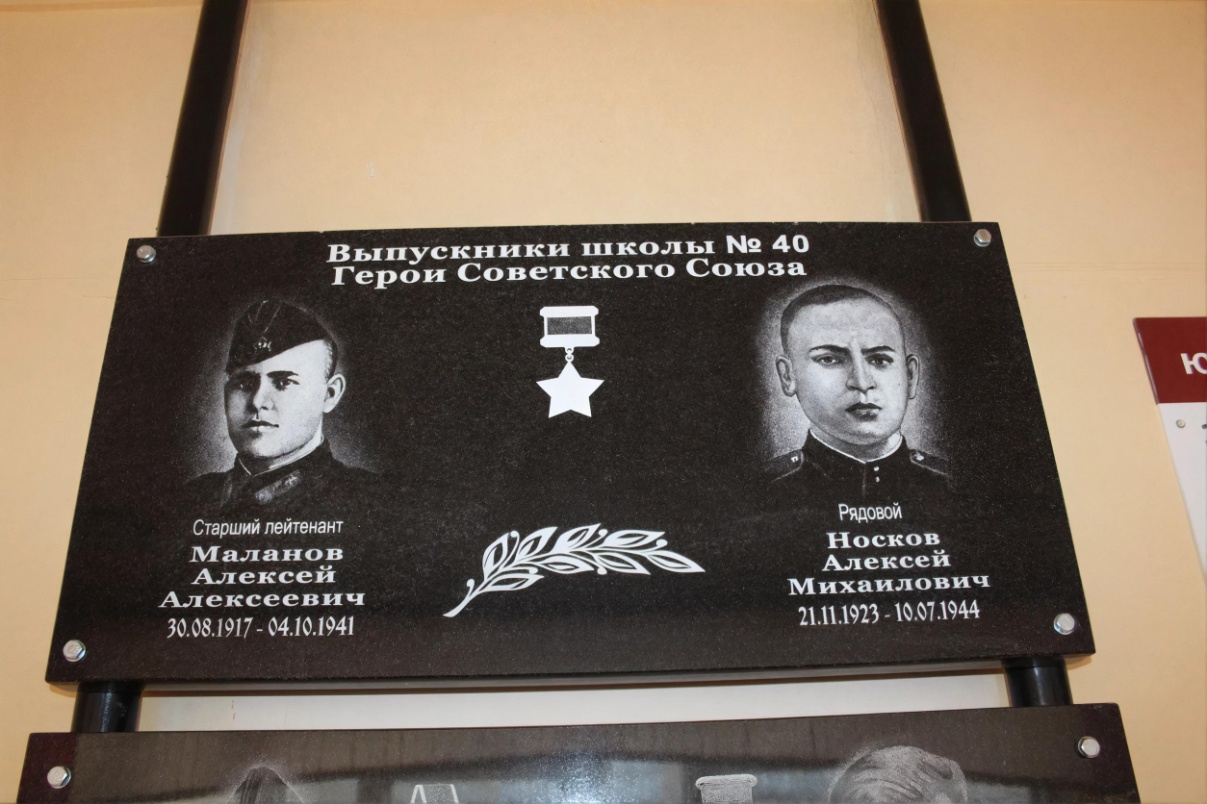 Выпускники школы № 40
Герои Советского Союза
Старший лейтенант
Маланов
Алексей
Алексеевич
30.08.1917 - 04.10.1941
Рядовой
Носков
Алексей
Михаилович
21.11.1923 - 10.07.1944
Ю